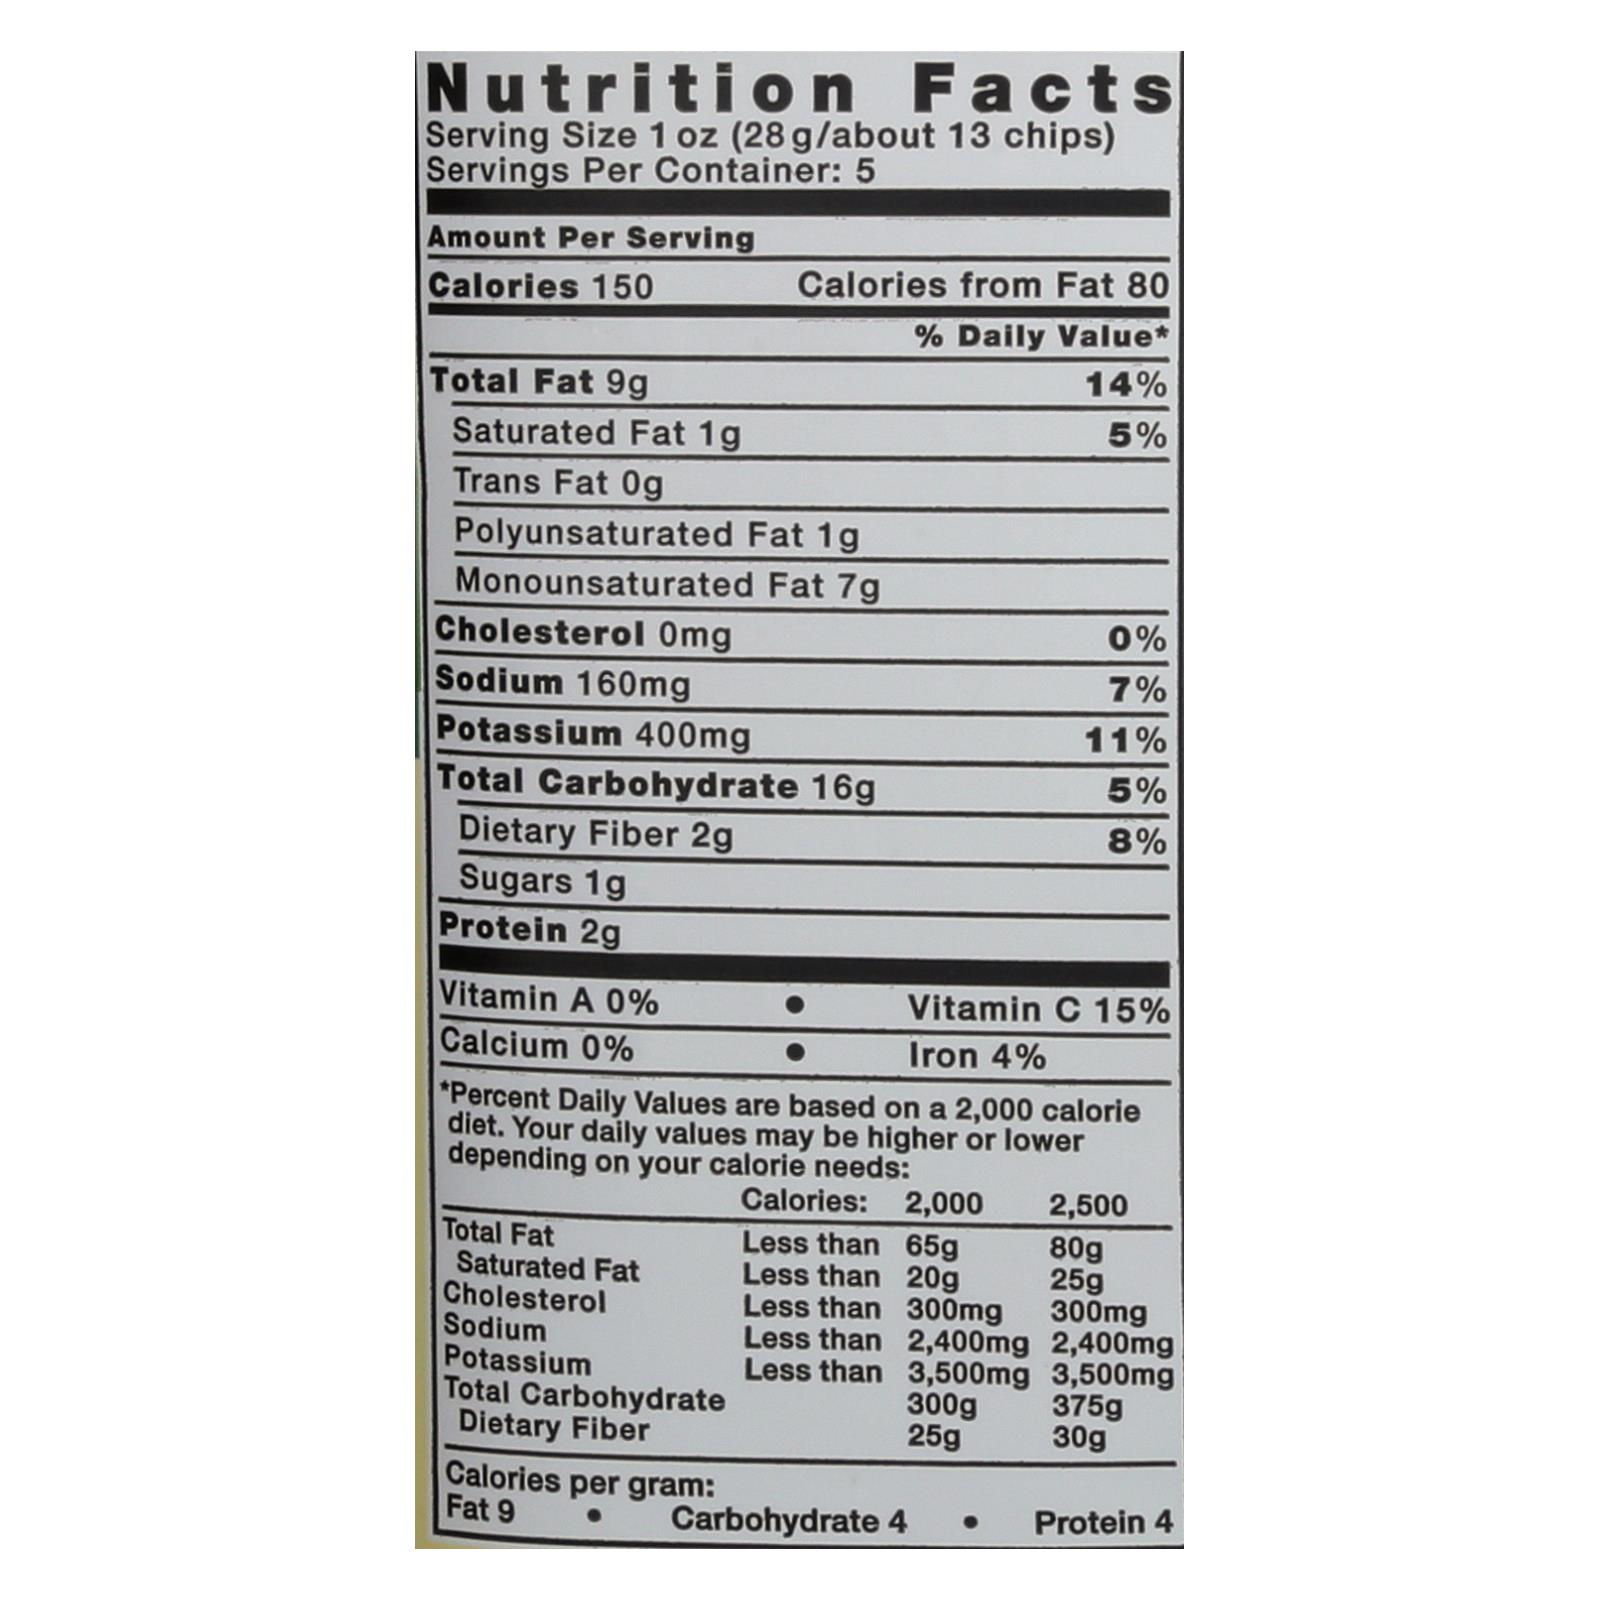 Nutrition Facts
Serving Size 1 oz (28g/about 13 chips)
Servings Per Container: 5
Amount Per Serving
Calories 150 Calories from Fat 80
% Daily Value*
Total Fat 9g 14%
Saturated Fat 1g 5%
Trans Fat 0g
Polyunsaturated Fat 1g
Monounsaturated Fat 7g
Cholesterol 0mg 0%
Sodium 160mg 7%
Potassium 400mg 11%
Total Carbohydrate 16g 5%
Dietary Fiber 2g 8%
Sugars 1g
Protein 2g
Vitamin A 0% • Vitamin C 15%
Calcium 0% • Iron 4%
*Percent Daily Values are based on a 2,000 calorie
diet. Your daily values may be higher or lower
depending on your calorie needs:
Calories: 2,000 2,500
Total Fat Less than 65g 80g
Saturated Fat Less than 20g 25g
Cholesterol Less than 300mg 300mg
Sodium Less than 2,400mg 2,400mg
Potassium Less than 3,500mg 3,500mg
Total Carbohydrate 300g 375g
Dietary Fiber 25g 30g
Calories per gram:
Fat 9 • Carbohydrate 4 • Protein 4